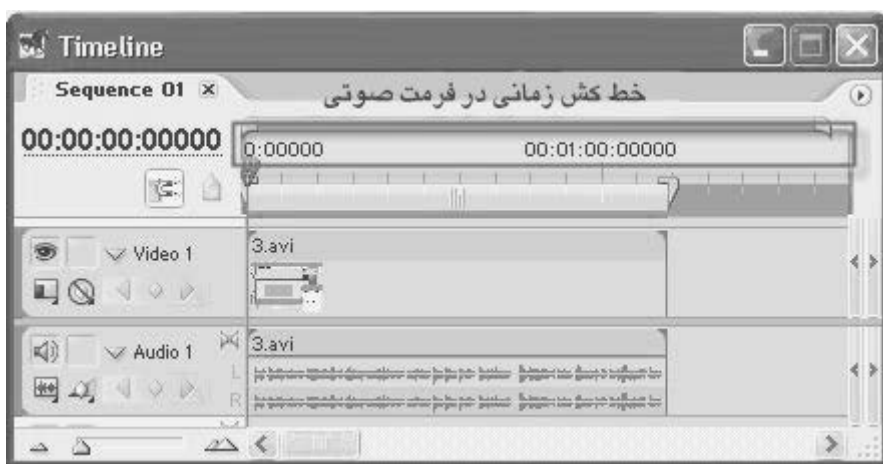 Timeline
Sequence 01
خط کش زمانی در فرمت صوتی
00:00:00:00000
0:00000 00:01:00:00000
Video 1
3.avi
Audio 1
3.avi
L
R